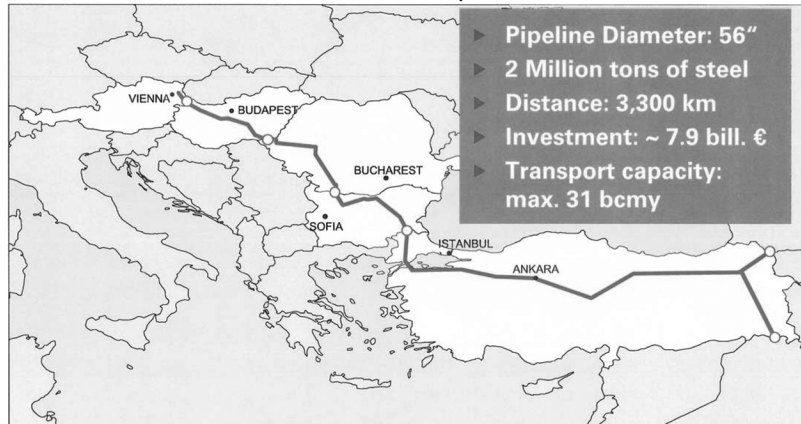 Pipeline Diameter: 56“
2 Million tons of steel
Distance: 3,300 km
Investment: ~ 7.9 bill. €
Transport capacity:
max. 31 bcmy
VIENNA
BUDAPEST
BUCHAREST
SOFIA
ISTANBUL
ANKARA